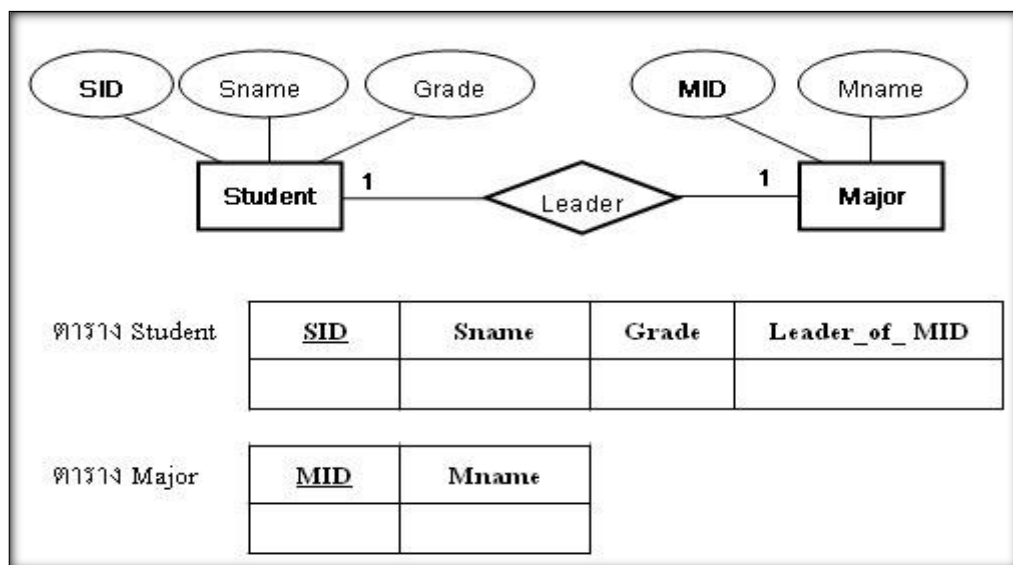 SID Sname Grade MID Mname
Student 1 Leader 1 Major
ตาราง Student SID Sname Grade Leader_of_ MID
ตาราง Major MID Mname